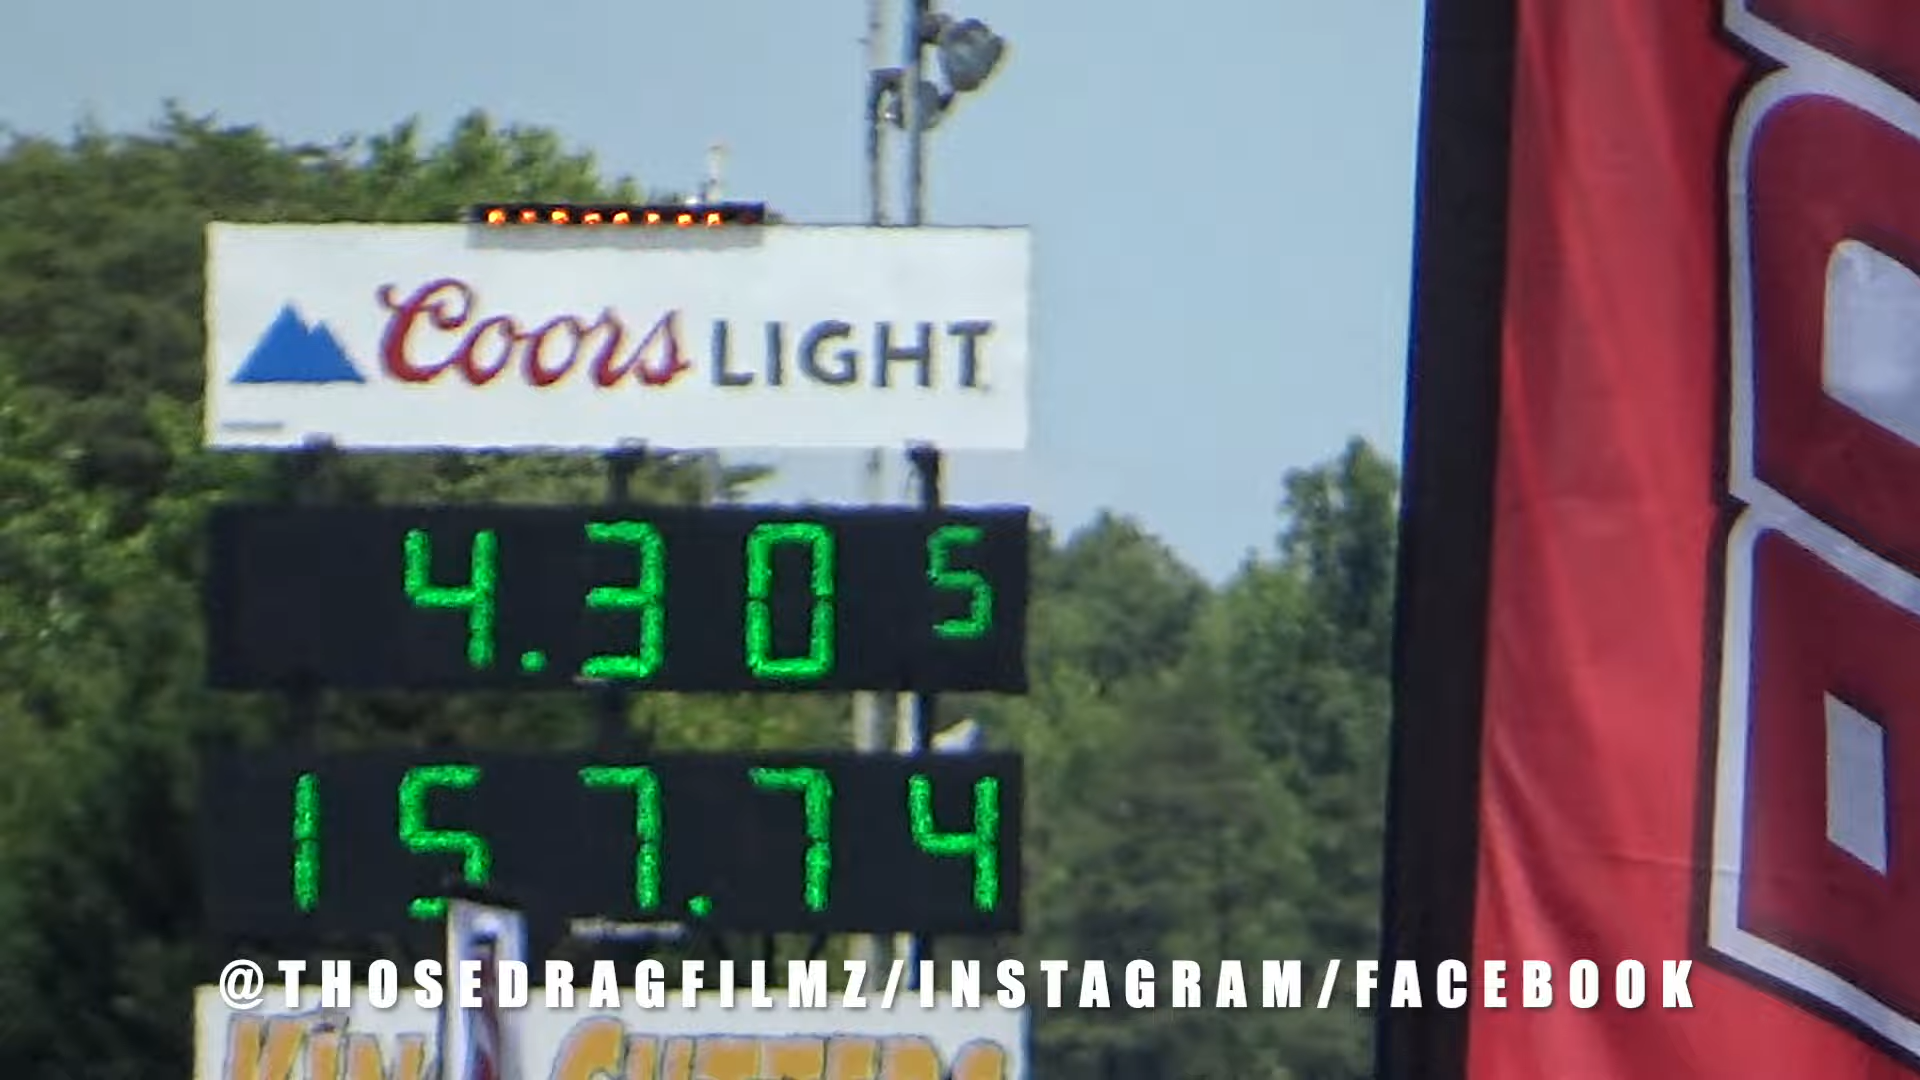 Coors LIGHT
4.305
157.74
@THOSEDRAGFILMZ/INSTAGRAM/FACEBOOK